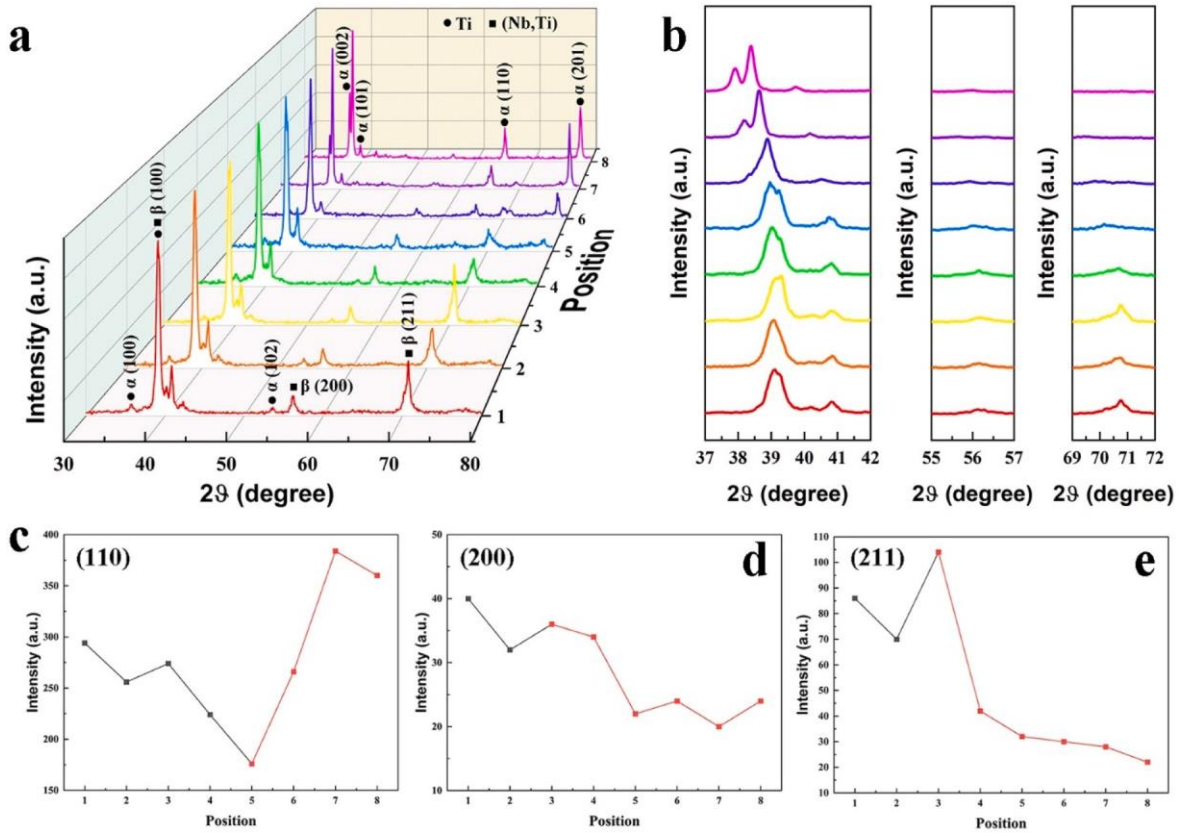 a
● Ti ■ (Nb,Ti)
α (002)
α (101)
α (110)
α (201)
β (100)
α (100)
α (102)
β (200)
β (211)
Intensity (a.u.)
30 40 50 60 70 80
2ϑ (degree)
1 2 3 4 5 6 7 8
Position
b
Intensity (a.u.)
37 38 39 40 41 42
2ϑ (degree)
Intensity (a.u.)
55 56 57
2ϑ (degree)
Intensity (a.u.)
69 70 71 72
2ϑ (degree)
c
(110)
400
350
300
250
200
150
Intensity (a.u.)
1 2 3 4 5 6 7 8
Position
(200)
d
50
40
30
20
10
Intensity (a.u.)
1 2 3 4 5 6 7 8
Position
(211)
e
110
100
90
80
70
60
50
40
30
20
10
Intensity (a.u.)
1 2 3 4 5 6 7 8
Position